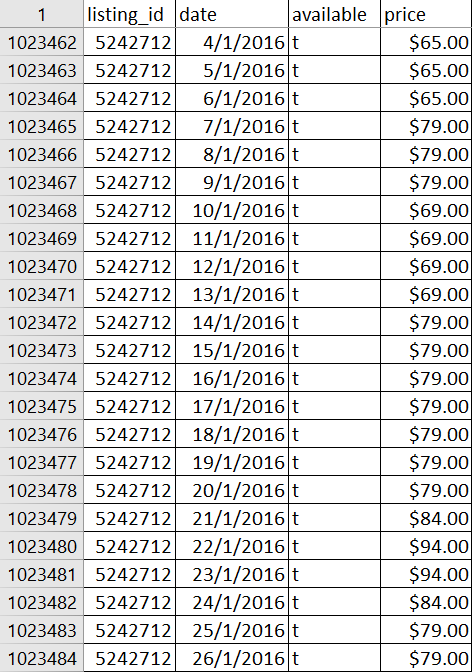 1 listing_id date available price
1023462 5242712 4/1/2016 t $65.00
1023463 5242712 5/1/2016 t $65.00
1023464 5242712 6/1/2016 t $65.00
1023465 5242712 7/1/2016 t $79.00
1023466 5242712 8/1/2016 t $79.00
1023467 5242712 9/1/2016 t $79.00
1023468 5242712 10/1/2016 t $69.00
1023469 5242712 11/1/2016 t $69.00
1023470 5242712 12/1/2016 t $69.00
1023471 5242712 13/1/2016 t $69.00
1023472 5242712 14/1/2016 t $79.00
1023473 5242712 15/1/2016 t $79.00
1023474 5242712 16/1/2016 t $79.00
1023475 5242712 17/1/2016 t $79.00
1023476 5242712 18/1/2016 t $79.00
1023477 5242712 19/1/2016 t $79.00
1023478 5242712 20/1/2016 t $79.00
1023479 5242712 21/1/2016 t $84.00
1023480 5242712 22/1/2016 t $94.00
1023481 5242712 23/1/2016 t $94.00
1023482 5242712 24/1/2016 t $84.00
1023483 5242712 25/1/2016 t $79.00
1023484 5242712 26/1/2016 t $79.00